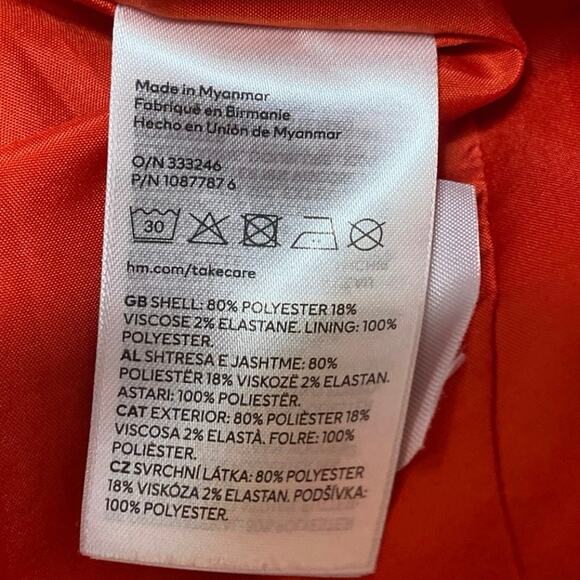 Made in Myanmar
Fabriqué en Birmanie
Hecho en Unión de Myanmar
O/N 333246
P/N 1087787 6
30
hm.com/takecare
GB SHELL: 80% POLYESTER 18%
VISCOSE 2% ELASTANE. LINING: 100%
POLYESTER.
AL SHTRESA E JASHTME: 80%
POLIESTËR 18% VISKOZË 2% ELASTAN.
ASTARI: 100% POLIESTËR.
CAT EXTERIOR: 80% POLIÈSTER 18%
VISCOSA 2% ELASTÀ. FOLRE: 100%
POLIÈSTER.
CZ SVRCHNÍ LÁTKA: 80% POLYESTER
18% VISKÓZA 2% ELASTAN. PODŠÍVKA:
100% POLYESTER.